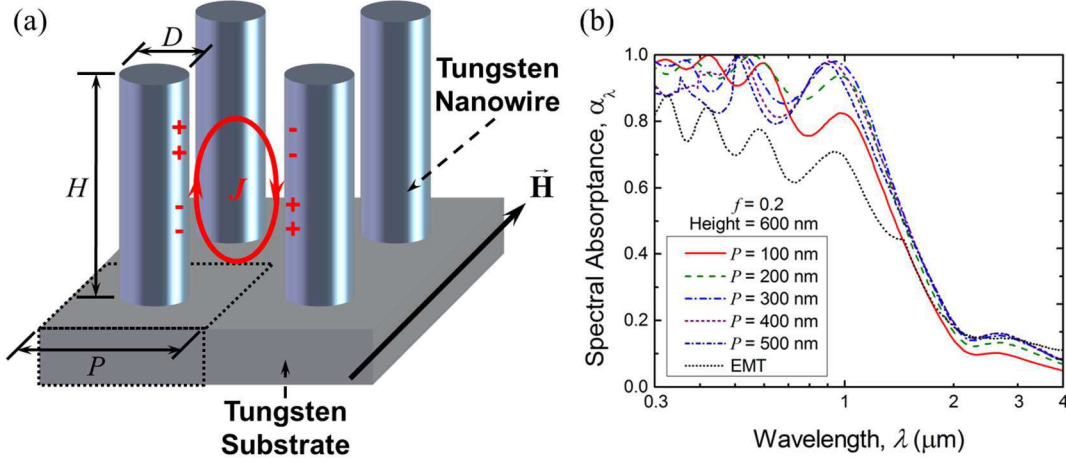 (a)
D
H
P
J
+
+
-
-
-
-
+
+
Tungsten
Nanowire
H⃗
Tungsten
Substrate
(b)
Spectral Absorptance, α_λ
1.0
0.8
0.6
0.4
0.2
0.0
f = 0.2
Height = 600 nm
P = 100 nm
P = 200 nm
P = 300 nm
P = 400 nm
P = 500 nm
EMT
0.3
1
2
3
4
Wavelength, λ (μm)